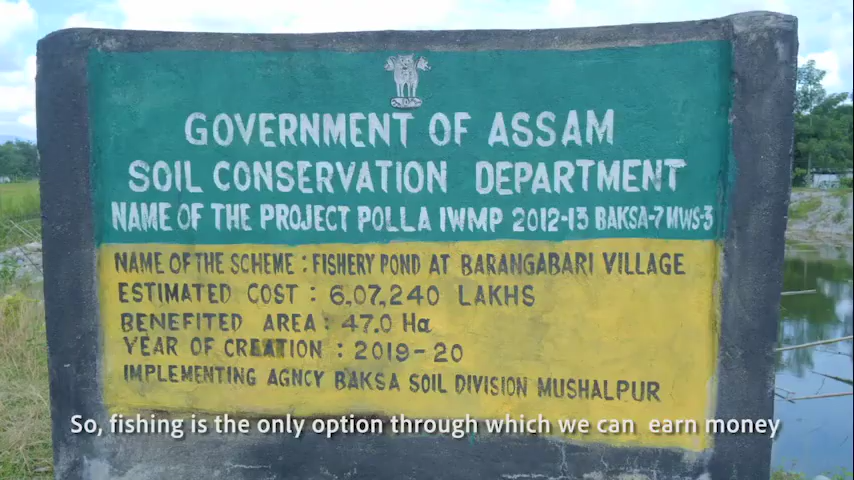 GOVERNMENT OF ASSAM
SOIL CONSERVATION DEPARTMENT
NAME OF THE PROJECT POLLA IWMP 2012-13 BAKSA-7 MWS-3
NAME OF THE SCHEME : FISHERY POND AT BARANGABARI VILLAGE
ESTIMATED COST : 6,07,240 LAKHS
BENEFITED AREA : 47.0 Ha
YEAR OF CREATION : 2019-20
IMPLEMENTING AGNCY BAKSA SOIL DIVISION MUSHALPUR
So, fishing is the only option through which we can earn money